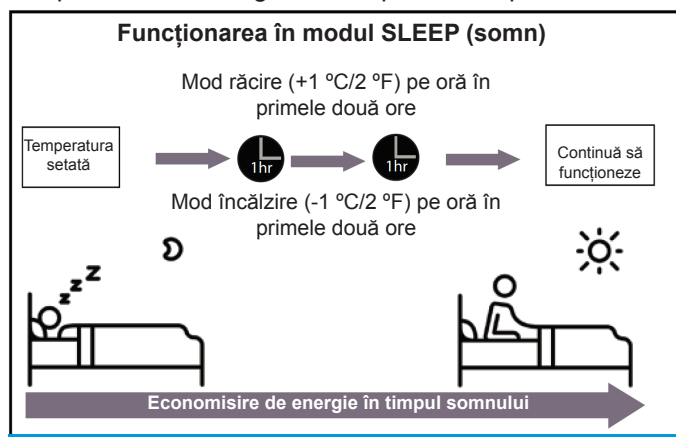 Funcționarea în modul SLEEP (somn)
Mod răcire (+1 ºC/2 ºF) pe oră în
primele două ore
Temperatura
setată
1hr
1hr
Continuă să
funcționeze
Mod încălzire (-1 ºC/2 ºF) pe oră în
primele două ore
z z Z
Economisire de energie în timpul somnului